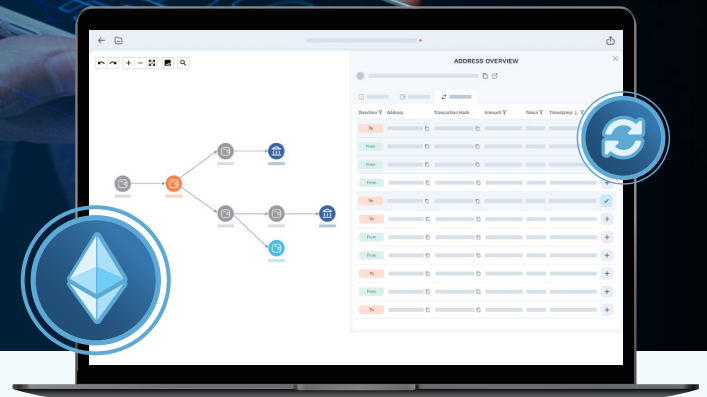 ADDRESS OVERVIEW
Direction Address Transaction Hash Amount Token Timestamp
To
From
From
From
To
To
From
From
To
From
To